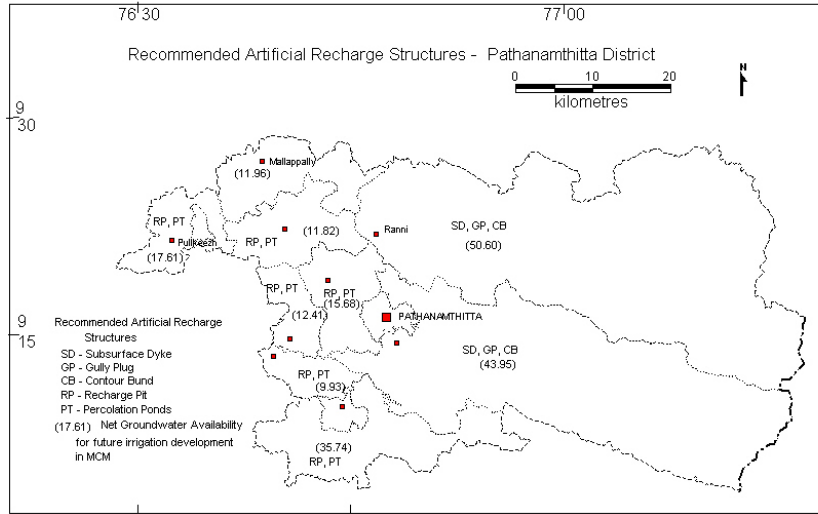 76 30
77 00
Recommended Artificial Recharge Structures - Pathanamthitta District
N
0 10 20
kilometres
9
30
Mallappally
(11.96)
RP, PT
Pulikeezh
(17.61)
RP, PT
(11.82)
Ranni
SD, GP, CB
(50.60)
RP, PT
(12.41)
RP, PT
(15.68)
PATHANAMTHITTA
SD, GP, CB
(43.95)
RP, PT
(9.93)
(35.74)
RP, PT
9
15
Recommended Artificial Recharge
Structures
SD - Subsurface Dyke
GP - Gully Plug
CB - Contour Bund
RP - Recharge Pit
PT - Percolation Ponds
(17.61) Net Groundwater Availability
for future irrigation development
in MCM